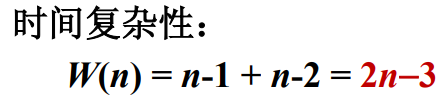 时间复杂性：
W(n) = n-1 + n-2 = 2n–3